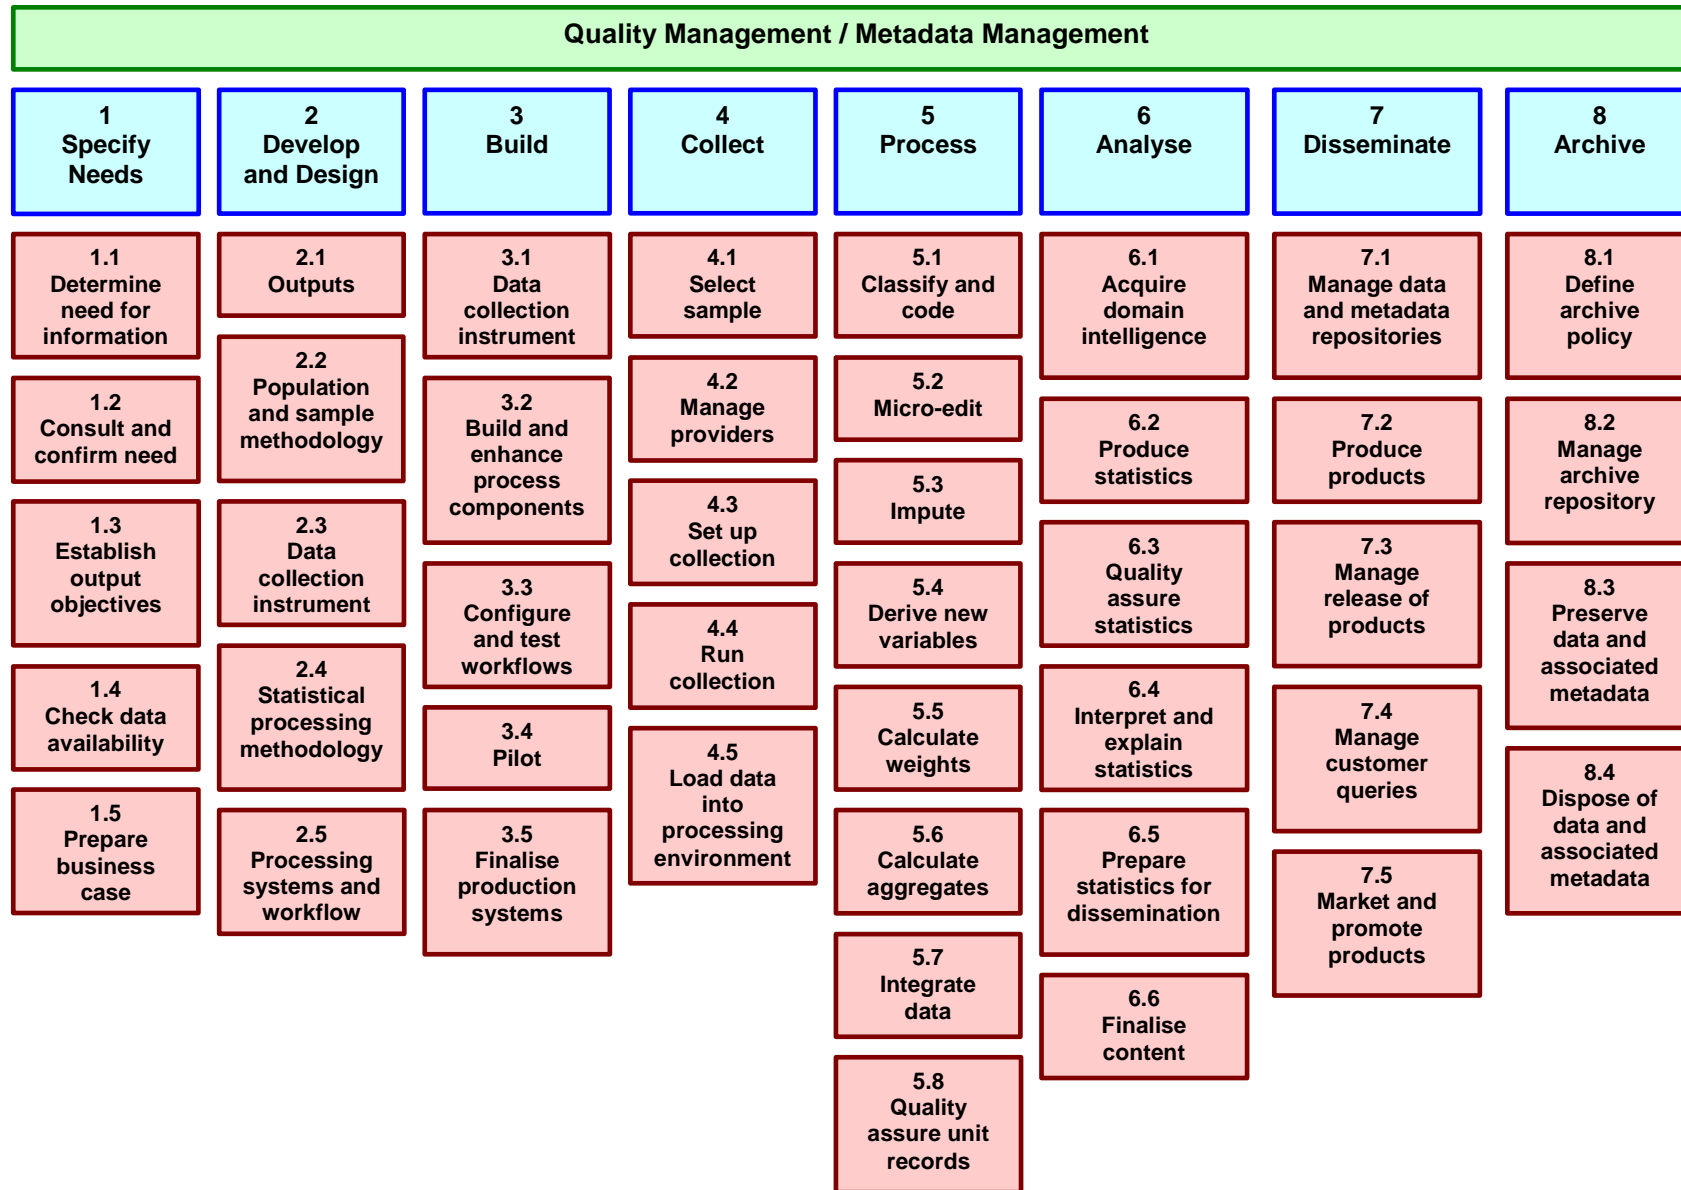 Quality Management / Metadata Management
1
Specify
Needs
2
Develop
and Design
3
Build
4
Collect
5
Process
6
Analyse
7
Disseminate
8
Archive
1.1
Determine
need for
information
1.2
Consult and
confirm need
1.3
Establish
output
objectives
1.4
Check data
availability
1.5
Prepare
business
case
2.1
Outputs
2.2
Population
and sample
methodology
2.3
Data
collection
instrument
2.4
Statistical
processing
methodology
2.5
Processing
systems and
workflow
3.1
Data
collection
instrument
3.2
Build and
enhance
process
components
3.3
Configure
and test
workflows
3.4
Pilot
3.5
Finalise
production
systems
4.1
Select
sample
4.2
Manage
providers
4.3
Set up
collection
4.4
Run
collection
4.5
Load data
into
processing
environment
5.1
Classify and
code
5.2
Micro-edit
5.3
Impute
5.4
Derive new
variables
5.5
Calculate
weights
5.6
Calculate
aggregates
5.7
Integrate
data
5.8
Quality
assure unit
records
6.1
Acquire
domain
intelligence
6.2
Produce
statistics
6.3
Quality
assure
statistics
6.4
Interpret and
explain
statistics
6.5
Prepare
statistics for
dissemination
6.6
Finalise
content
7.1
Manage data
and metadata
repositories
7.2
Produce
products
7.3
Manage
release of
products
7.4
Manage
customer
queries
7.5
Market and
promote
products
8.1
Define
archive
policy
8.2
Manage
archive
repository
8.3
Preserve
data and
associated
metadata
8.4
Dispose of
data and
associated
metadata